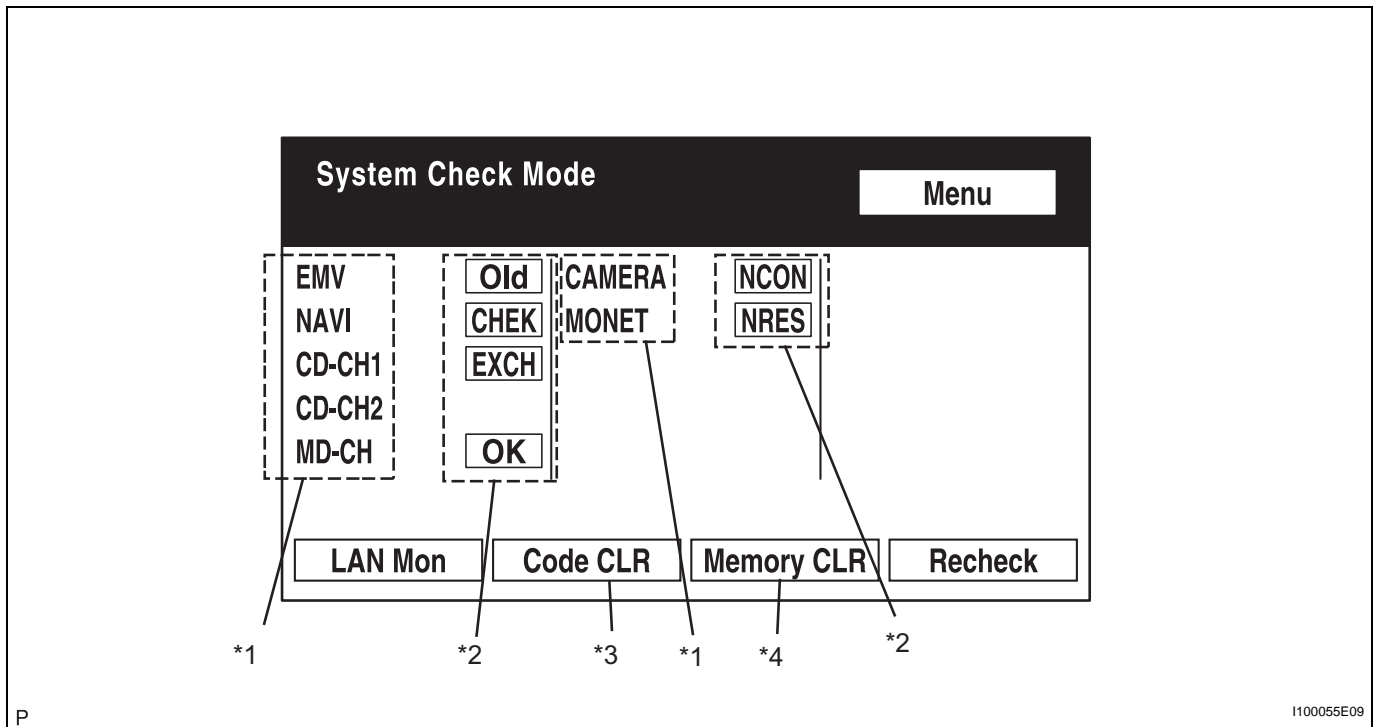 System Check Mode Menu
EMV Old CAMERA NCON
NAVI CHEK MONET NRES
CD-CH1 EXCH
CD-CH2
MD-CH OK
LAN Mon Code CLR Memory CLR Recheck
*1 *2 *3 *1 *4 *2
P I100055E09